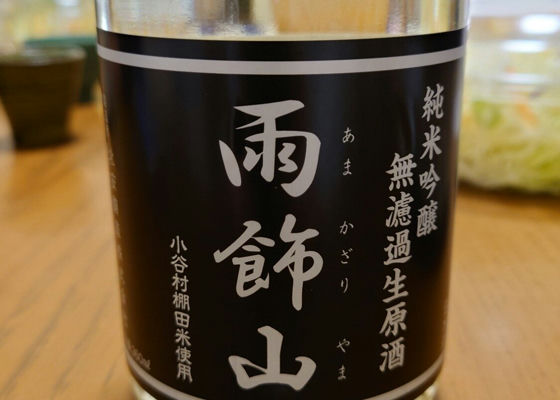 純米吟醸
無濾過生原酒
あまかざりやま
雨飾山
小谷村棚田米使用